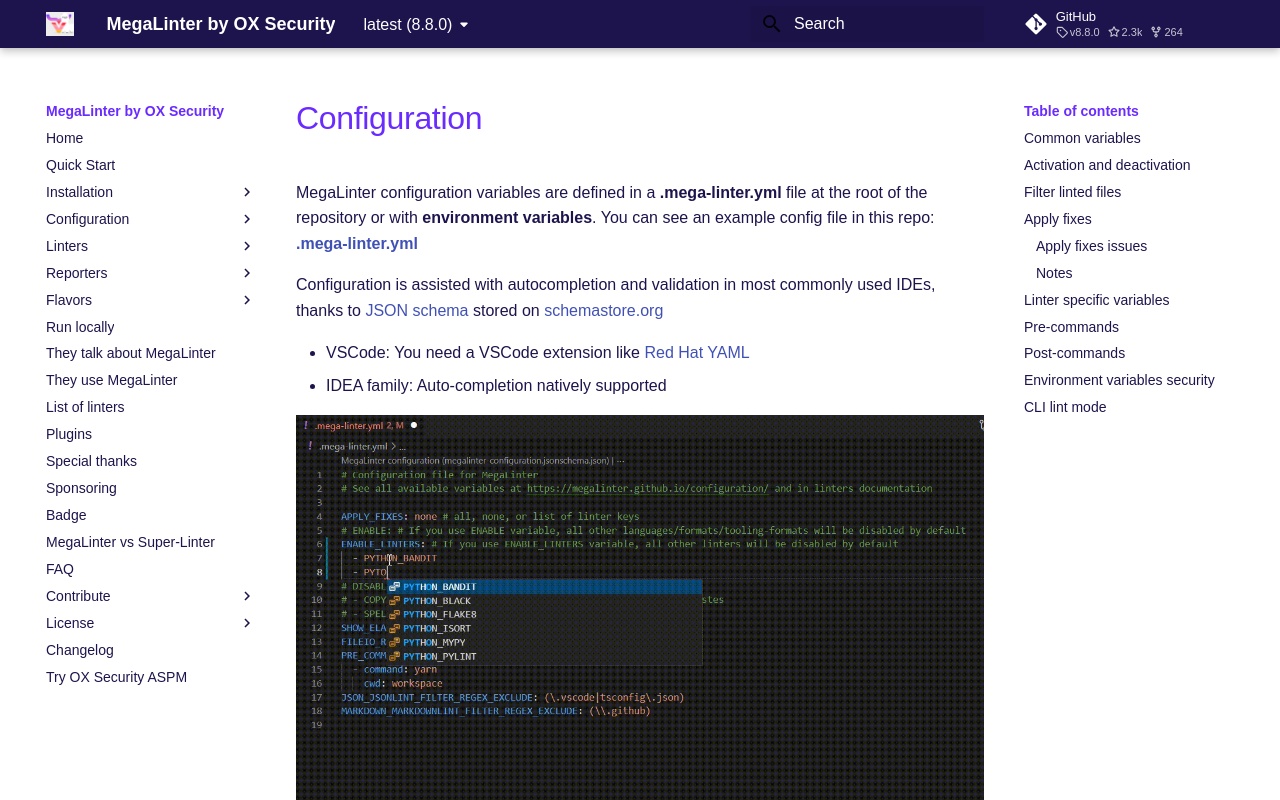 MegaLinter by OX Security
latest (8.8.0)
Search
GitHub
v8.8.0 2.3k 264
MegaLinter by OX Security
Home
Quick Start
Installation
Configuration
Linters
Reporters
Flavors
Run locally
They talk about MegaLinter
They use MegaLinter
List of linters
Plugins
Special thanks
Sponsoring
Badge
MegaLinter vs Super-Linter
FAQ
Contribute
License
Changelog
Try OX Security ASPM
Configuration
MegaLinter configuration variables are defined in a .mega-linter.yml file at the root of the
repository or with environment variables. You can see an example config file in this repo:
.mega-linter.yml
Configuration is assisted with autocompletion and validation in most commonly used IDEs,
thanks to JSON schema stored on schemastore.org
VSCode: You need a VSCode extension like Red Hat YAML
IDEA family: Auto-completion natively supported
! .mega-linter.yml 2, M
! .mega-linter.yml > ...
MegaLinter configuration (megalinter-configuration.jsonschema.json) | ...
1 # Configuration file for MegaLinter
2 # See all available variables at https://megalinter.github.io/configuration/ and in linters documentation
3
4 APPLY_FIXES: none # all, none, or list of linter keys
5 # ENABLE: # If you use ENABLE variable, all other languages/formats/tooling-formats will be disabled by default
6 ENABLE_LINTERS: # If you use ENABLE_LINTERS variable, all other linters will be disabled by default
7 - PYTHON_BANDIT
8 - PYTO
9 # DISABL PYTHON_BANDIT
10 # - COPY PYTHON_BLACK stes
11 # - SPEL PYTHON_FLAKE8
12 SHOW_ELA PYTHON_ISORT
13 FILEIO_R PYTHON_MYPY
14 PRE_COMM PYTHON_PYLINT
15 - command: yarn
16 cwd: workspace
17 JSON_JSONLINT_FILTER_REGEX_EXCLUDE: (\.vscode|tsconfig\.json)
18 MARKDOWN_MARKDOWNLINT_FILTER_REGEX_EXCLUDE: (\\.github)
19
Table of contents
Common variables
Activation and deactivation
Filter linted files
Apply fixes
Apply fixes issues
Notes
Linter specific variables
Pre-commands
Post-commands
Environment variables security
CLI lint mode